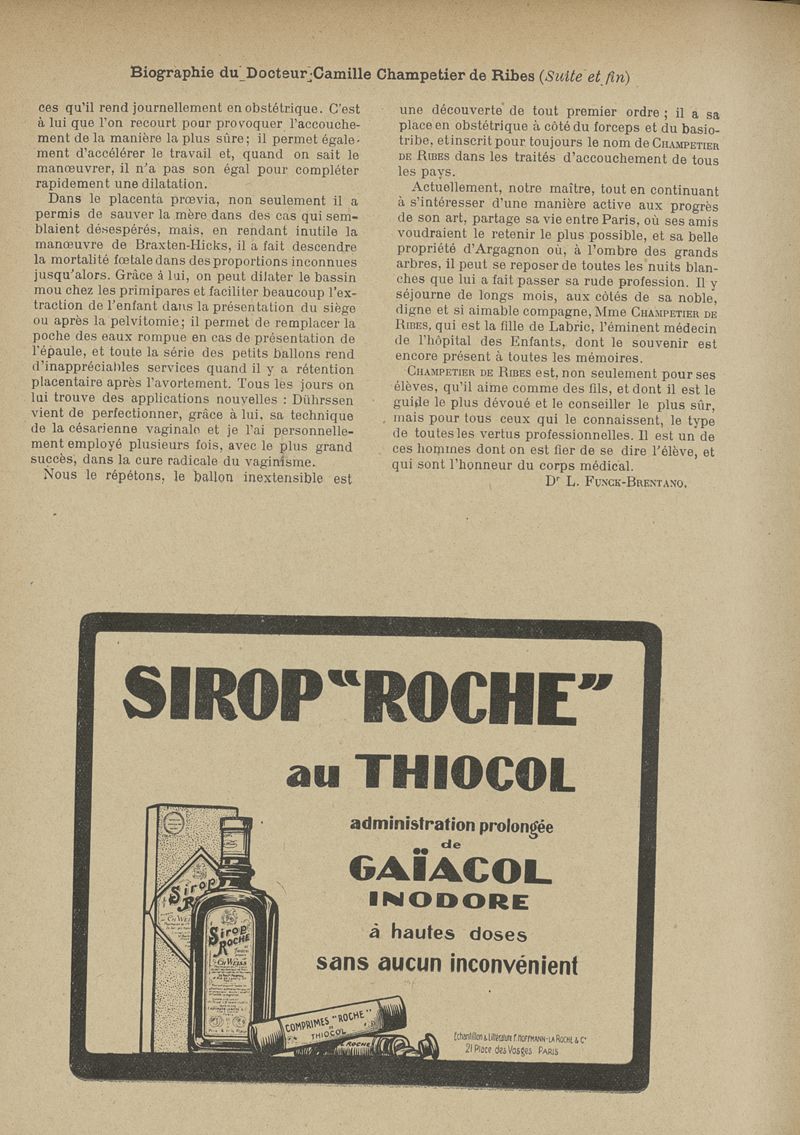 Biographie du Docteur Camille Champetier de Ribes (Suite et fin)
ces qu'il rend journellement en obstétrique. C'est
à lui que l'on recourt pour provoquer l'accouche-
ment de la manière la plus sûre; il permet égale-
ment d'accélérer le travail et, quand on sait le
manœuvrer, il n'a pas son égal pour compléter
rapidement une dilatation.
Dans le placenta prœvia, non seulement il a
permis de sauver la mère dans des cas qui sem-
blaient désespérés, mais, en rendant inutile la
manœuvre de Braxten-Hicks, il a fait descendre
la mortalité fœtale dans des proportions inconnues
jusqu'alors. Grâce à lui, on peut dilater le bassin
mou chez les primipares et faciliter beaucoup l'ex-
traction de l'enfant dans la présentation du siège
ou après la pelvitomie; il permet de remplacer la
poche des eaux rompue en cas de présentation de
l'épaule, et toute la série des petits ballons rend
d'inappréciables services quand il y a rétention
placentaire après l'avortement. Tous les jours on
lui trouve des applications nouvelles : Dührssen
vient de perfectionner, grâce à lui, sa technique
de la césarienne vaginale et je l'ai personnelle-
ment employé plusieurs fois, avec le plus grand
succès, dans la cure radicale du vaginisme.
Nous le répétons, le ballon inextensible est
une découverte de tout premier ordre ; il a sa
place en obstétrique à côté du forceps et du basio-
tribe, et inscrit pour toujours le nom de CHAMPETIER
DE RIBES dans les traités d'accouchement de tous
les pays.
Actuellement, notre maître, tout en continuant
à s'intéresser d'une manière active aux progrès
de son art, partage sa vie entre Paris, où ses amis
voudraient le retenir le plus possible, et sa belle
propriété d'Argagnon où, à l'ombre des grands
arbres, il peut se reposer de toutes les nuits blan-
ches que lui a fait passer sa rude profession. Il y
séjourne de longs mois, aux côtés de sa noble,
digne et si aimable compagne, Mme CHAMPETIER DE
RIBES, qui est la fille de Labric, l'éminent médecin
de l'hôpital des Enfants, dont le souvenir est
encore présent à toutes les mémoires.
CHAMPETIER DE RIBES est, non seulement pour ses
élèves, qu'il aime comme des fils, et dont il est le
guide le plus dévoué et le conseiller le plus sûr,
mais pour tous ceux qui le connaissent, le type
de toutes les vertus professionnelles. Il est un de
ces hommes dont on est fier de se dire l'élève, et
qui sont l'honneur du corps médical.
Dr L. FUNCK-BRENTANO.
SIROP "ROCHE"
au THIOCOL
administration prolongée
de
GAÏACOL
INODORE
à hautes doses
sans aucun inconvénient
Sirop
Sirop
ROCHE
COMPRIMÉS "ROCHE"
THIOCOL
ROCHE
Echantillon & Littérature F. HOFFMANN-LA ROCHE & Cie
21 Place des Vosges PARIS